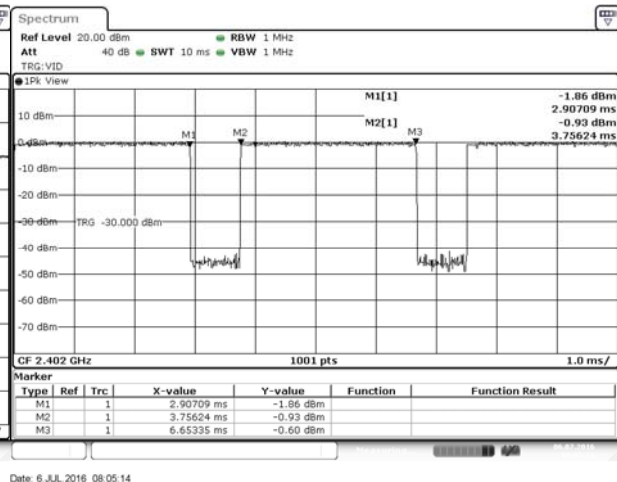 Spectrum
Ref Level 20.00 dBm RBW 1 MHz
Att 40 dB SWT 10 ms VBW 1 MHz
TRG:VID
1Pk View
M1[1] -1.86 dBm
2.90709 ms
M2[1] -0.93 dBm
3.75624 ms
10 dBm
0 dBm
M1 M2 M3
-10 dBm
-20 dBm
-30 dBm
TRG -30.000 dBm
-40 dBm
-50 dBm
-60 dBm
-70 dBm
CF 2.402 GHz 1001 pts 1.0 ms/
Marker
Type Ref Trc X-value Y-value Function Function Result
M1 1 2.90709 ms -1.86 dBm
M2 1 3.75624 ms -0.93 dBm
M3 1 6.65335 ms -0.60 dBm
Date: 6.JUL.2016 08:05:14